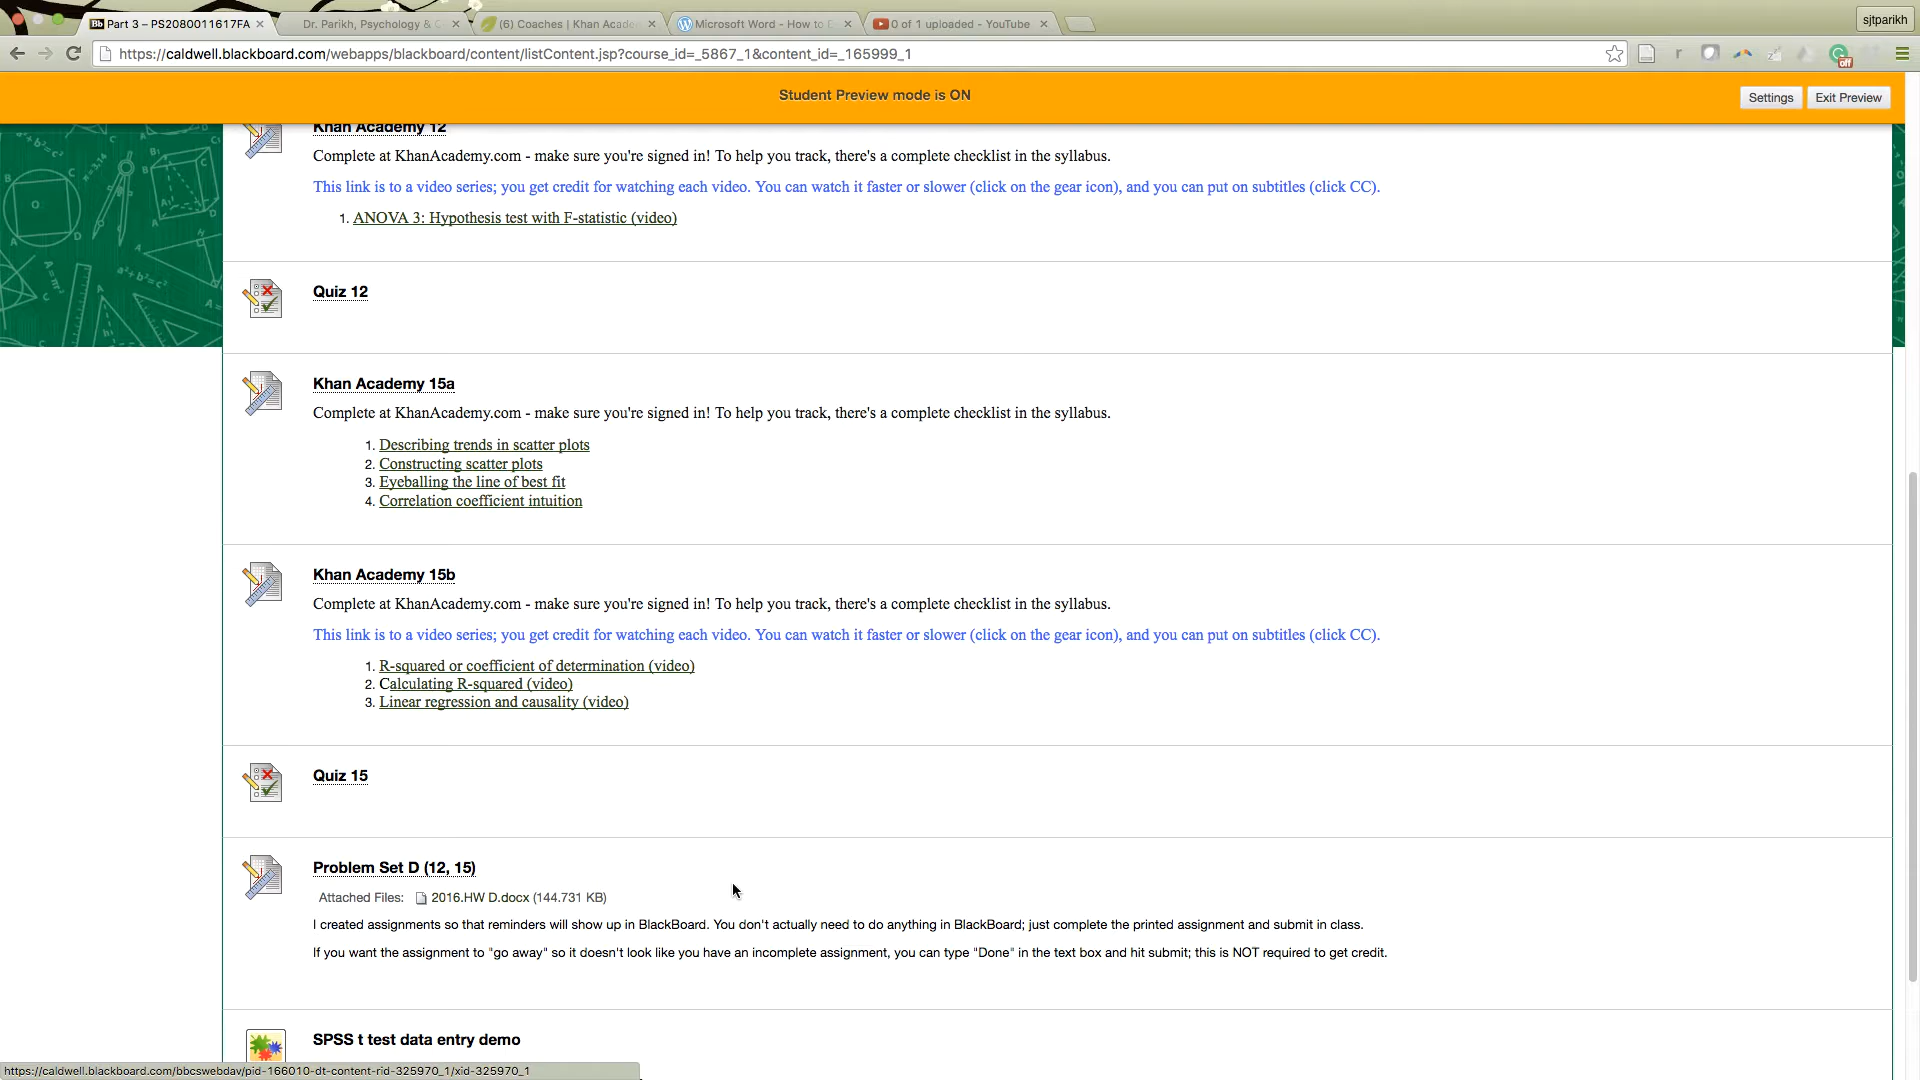 Part 3 – PS2080011617FA
Dr. Parikh, Psychology &
(6) Coaches | Khan Acade
Microsoft Word - How to
0 of 1 uploaded - YouTube
sjtparikh
https://caldwell.blackboard.com/webapps/blackboard/content/listContent.jsp?course_id=_5867_1&content_id=_165999_1
off
Student Preview mode is ON
Settings
Exit Preview
Khan Academy 12
Complete at KhanAcademy.com - make sure you're signed in! To help you track, there's a complete checklist in the syllabus.
This link is to a video series; you get credit for watching each video. You can watch it faster or slower (click on the gear icon), and you can put on subtitles (click CC).
1. ANOVA 3: Hypothesis test with F-statistic (video)
Quiz 12
Khan Academy 15a
Complete at KhanAcademy.com - make sure you're signed in! To help you track, there's a complete checklist in the syllabus.
1. Describing trends in scatter plots
2. Constructing scatter plots
3. Eyeballing the line of best fit
4. Correlation coefficient intuition
Khan Academy 15b
Complete at KhanAcademy.com - make sure you're signed in! To help you track, there's a complete checklist in the syllabus.
This link is to a video series; you get credit for watching each video. You can watch it faster or slower (click on the gear icon), and you can put on subtitles (click CC).
1. R-squared or coefficient of determination (video)
2. Calculating R-squared (video)
3. Linear regression and causality (video)
Quiz 15
Problem Set D (12, 15)
Attached Files: 2016.HW D.docx (144.731 KB)
I created assignments so that reminders will show up in BlackBoard. You don't actually need to do anything in BlackBoard; just complete the printed assignment and submit in class.
If you want the assignment to "go away" so it doesn't look like you have an incomplete assignment, you can type "Done" in the text box and hit submit; this is NOT required to get credit.
SPSS t test data entry demo
https://caldwell.blackboard.com/bbcswebdav/pid-166010-dt-content-rid-325970_1/xid-325970_1